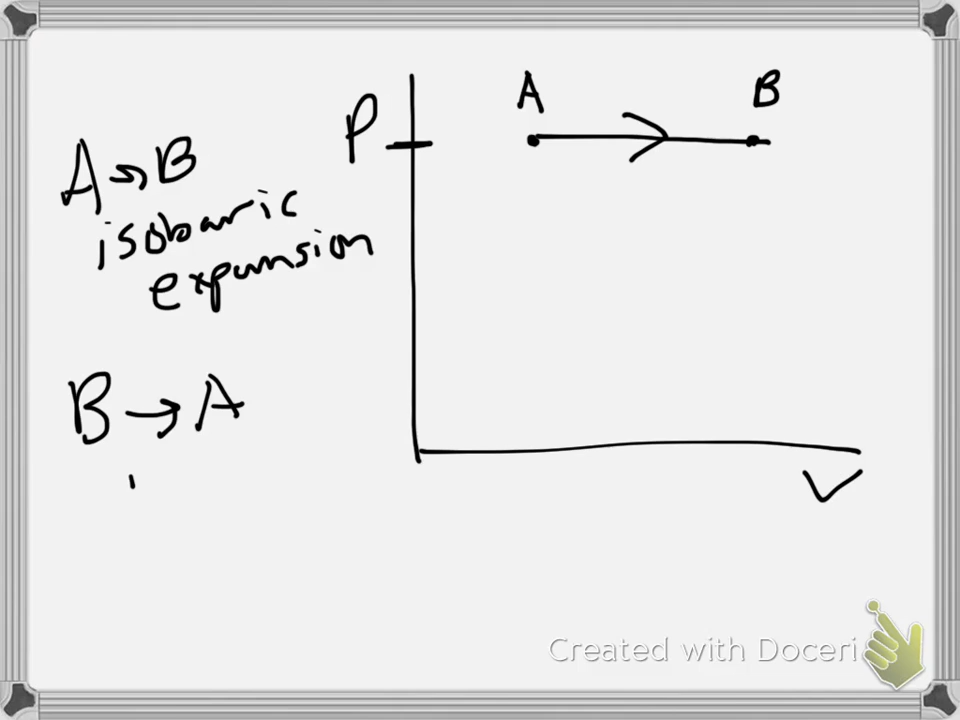 A → B
isobaric
expansion
B → A
P
A
B
V
Created with Doceri